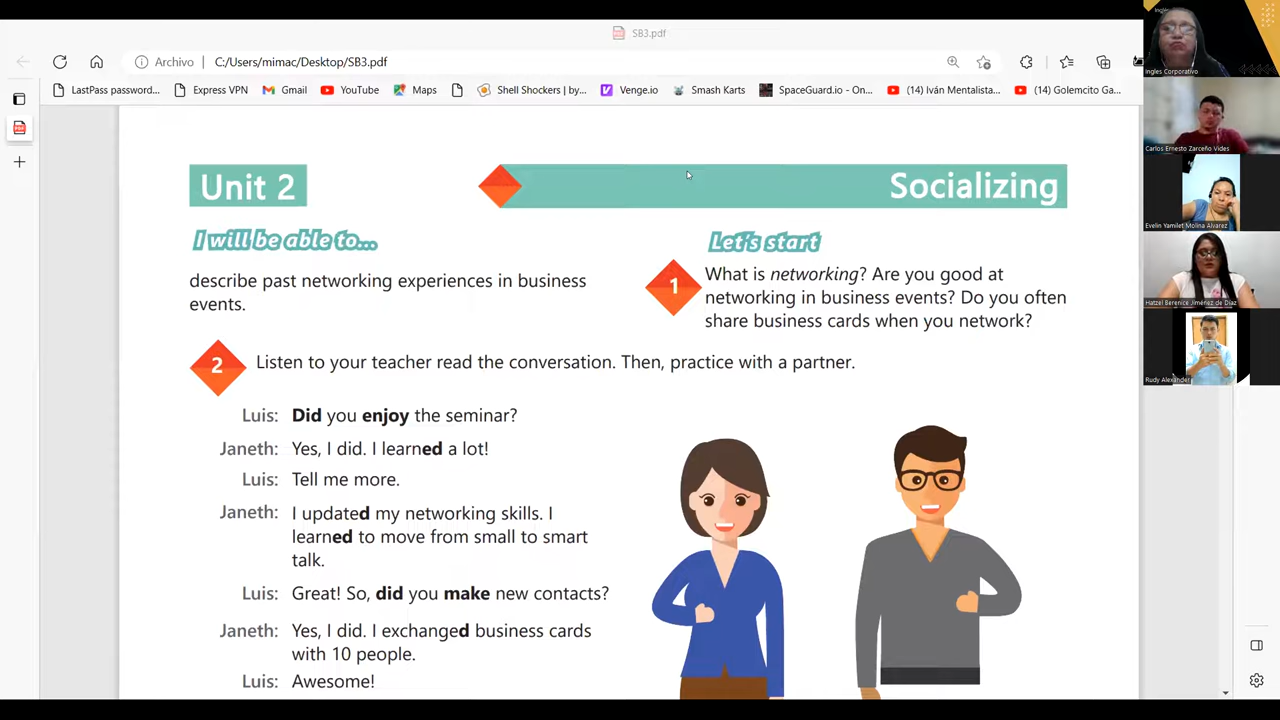 SB3.pdf
Archivo C:/Users/mimac/Desktop/SB3.pdf
LastPass password... Express VPN Gmail YouTube Maps Shell Shockers | by... Venge.io Smash Karts SpaceGuard.io - On... (14) Iván Mentalista... (14) Golemcito Ga...
Unit 2
Socializing
I will be able to...
describe past networking experiences in business
events.
Let's start
1
What is networking? Are you good at
networking in business events? Do you often
share business cards when you network?
2
Listen to your teacher read the conversation. Then, practice with a partner.
Luis: Did you enjoy the seminar?
Janeth: Yes, I did. I learned a lot!
Luis: Tell me more.
Janeth: I updated my networking skills. I
learned to move from small to smart
talk.
Luis: Great! So, did you make new contacts?
Janeth: Yes, I did. I exchanged business cards
with 10 people.
Luis: Awesome!
Ingles Corporativo
Carlos Ernesto Zarceño Vides
Evelin Yamilet Molina Alvarez
Hatzel Berenice Jiménez de Diaz
Rudy Alexander